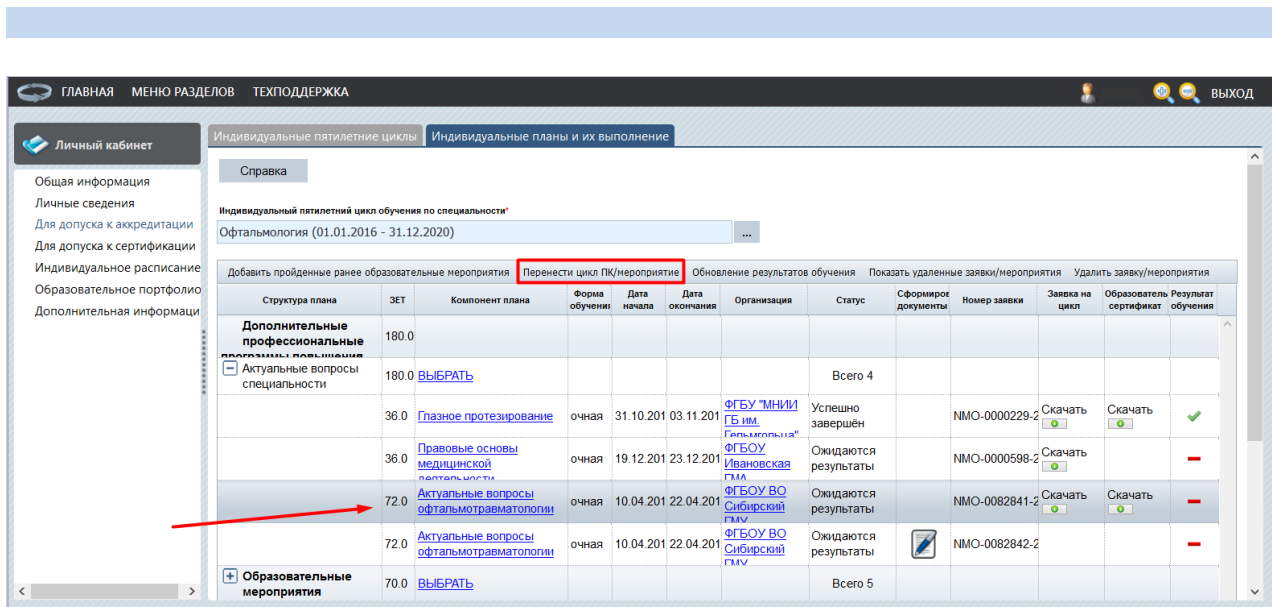 ГЛАВНАЯ МЕНЮ РАЗДЕЛОВ ТЕХПОДДЕРЖКА ВЫХОД
Личный кабинет
Общая информация
Личные сведения
Для допуска к аккредитации
Для допуска к сертификации
Индивидуальное расписание
Образовательное портфолио
Дополнительная информаци
Индивидуальные пятилетние циклы Индивидуальные планы и их выполнение
Справка
Индивидуальный пятилетний цикл обучения по специальности*
Офтальмология (01.01.2016 - 31.12.2020) ...
Добавить пройденные ранее образовательные мероприятия Перенести цикл ПК/мероприятие Обновление результатов обучения Показать удаленные заявки/мероприятия Удалить заявку/мероприятия
Структура плана ЗЕТ Компонент плана Форма обучения Дата начала Дата окончания Организация Статус Сформиров документы Номер заявки Заявка на цикл Образователь сертификат Результат обучения
Дополнительные
профессиональные 180.0
программы повышения
Актуальные вопросы
специальности 180.0 ВЫБРАТЬ Всего 4
36.0 Глазное протезирование очная 31.10.201 03.11.201 ФГБУ "МНИИ ГБ им. Гельмгольца" Успешно завершён NMO-0000229-2 Скачать Скачать
36.0 Правовые основы медицинской деятельности очная 19.12.201 23.12.201 ФГБОУ Ивановская ГМА Ожидаются результаты NMO-0000598-2 Скачать
72.0 Актуальные вопросы офтальмотравматологии очная 10.04.201 22.04.201 ФГБОУ ВО Сибирский ГМУ Ожидаются результаты NMO-0082841-2 Скачать Скачать
72.0 Актуальные вопросы офтальмотравматологии очная 10.04.201 22.04.201 ФГБОУ ВО Сибирский ГМУ Ожидаются результаты NMO-0082842-2
Образовательные
мероприятия 70.0 ВЫБРАТЬ Всего 5